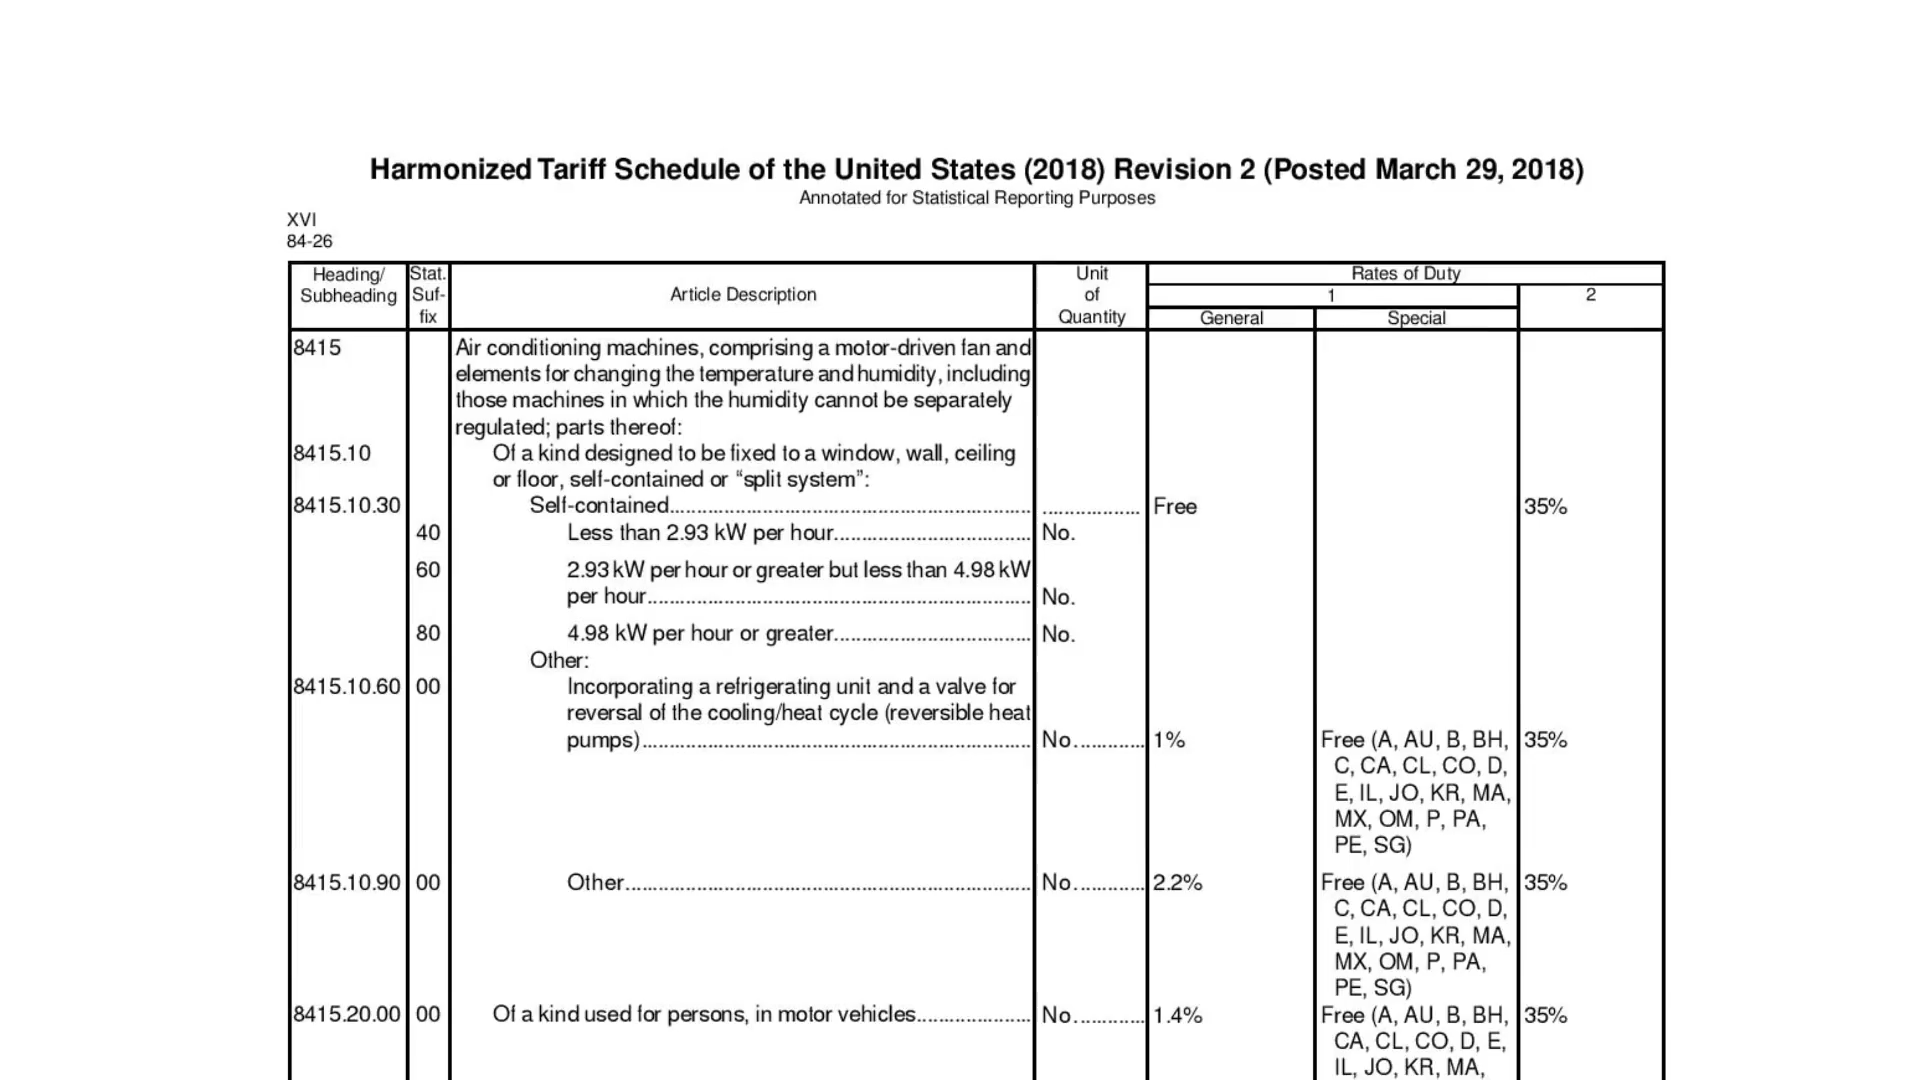 Harmonized Tariff Schedule of the United States (2018) Revision 2 (Posted March 29, 2018)
Annotated for Statistical Reporting Purposes
XVI
84-26
Heading/ Subheading
Stat. Suf- fix
Article Description
Unit of Quantity
Rates of Duty
1
2
General
Special
8415 Air conditioning machines, comprising a motor-driven fan and
elements for changing the temperature and humidity, including
those machines in which the humidity cannot be separately
regulated; parts thereof:
8415.10 Of a kind designed to be fixed to a window, wall, ceiling
or floor, self-contained or “split system”:
8415.10.30 Self-contained.................................................................. .................. Free 35%
40 Less than 2.93 kW per hour.................................... No.
60 2.93 kW per hour or greater but less than 4.98 kW
per hour...................................................................... No.
80 4.98 kW per hour or greater.................................... No.
Other:
8415.10.60 00 Incorporating a refrigerating unit and a valve for
reversal of the cooling/heat cycle (reversible heat
pumps)....................................................................... No............. 1% Free (A, AU, B, BH, 35%
C, CA, CL, CO, D,
E, IL, JO, KR, MA,
MX, OM, P, PA,
PE, SG)
8415.10.90 00 Other.......................................................................... No............. 2.2% Free (A, AU, B, BH, 35%
C, CA, CL, CO, D,
E, IL, JO, KR, MA,
MX, OM, P, PA,
PE, SG)
8415.20.00 00 Of a kind used for persons, in motor vehicles..................... No............. 1.4% Free (A, AU, B, BH, 35%
CA, CL, CO, D, E,
IL, JO, KR, MA,